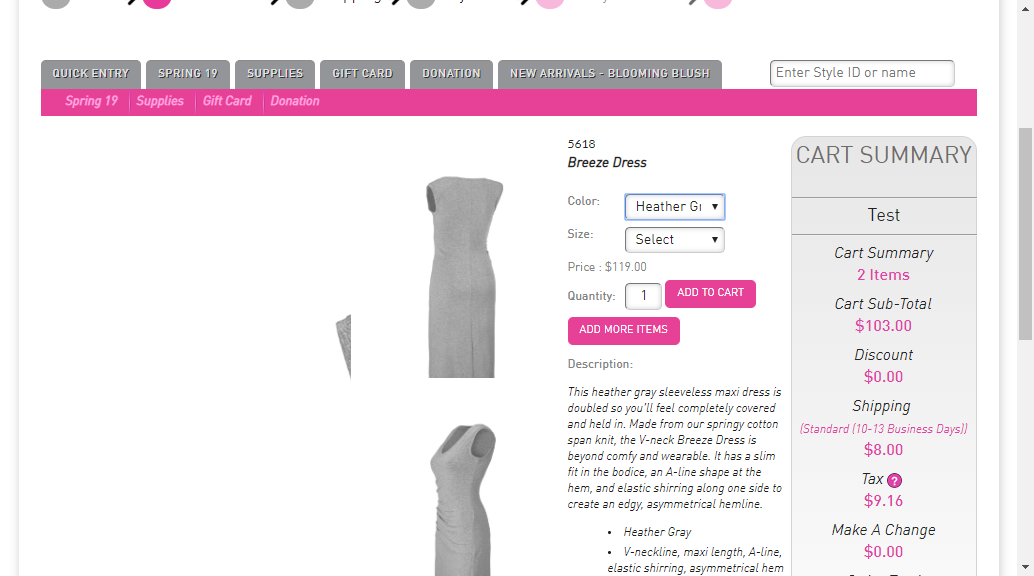 QUICK ENTRY
SPRING 19
SUPPLIES
GIFT CARD
DONATION
NEW ARRIVALS - BLOOMING BLUSH
Enter Style ID or name
Spring 19
Supplies
Gift Card
Donation
5618
Breeze Dress
Color:
Heather Gr
Size:
Select
Price : $119.00
Quantity:
1
ADD TO CART
ADD MORE ITEMS
Description:
This heather gray sleeveless maxi dress is
doubled so you'll feel completely covered
and held in. Made from our springy cotton
span knit, the V-neck Breeze Dress is
beyond comfy and wearable. It has a slim
fit in the bodice, an A-line shape at the
hem, and elastic shirring along one side to
create an edgy, asymmetrical hemline.
• Heather Gray
• V-neckline, maxi length, A-line,
elastic shirring, asymmetrical hem
CART SUMMARY
Test
Cart Summary
2 Items
Cart Sub-Total
$103.00
Discount
$0.00
Shipping
(Standard (10-13 Business Days))
$8.00
Tax ?
$9.16
Make A Change
$0.00